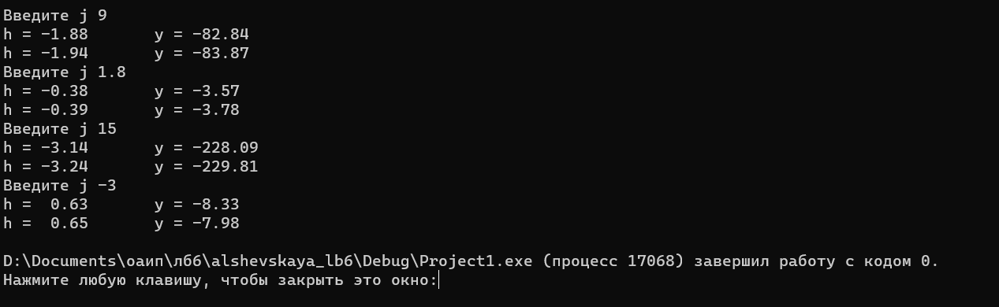 Введите j 9
h = -1.88       y = -82.84
h = -1.94       y = -83.87
Введите j 1.8
h = -0.38       y = -3.57
h = -0.39       y = -3.78
Введите j 15
h = -3.14       y = -228.09
h = -3.24       y = -229.81
Введите j -3
h =  0.63       y = -8.33
h =  0.65       y = -7.98
D:\Documents\оаип\лб6\alshevskaya_lb6\Debug\Project1.exe (процесс 17068) завершил работу с кодом 0.
Нажмите любую клавишу, чтобы закрыть это окно: